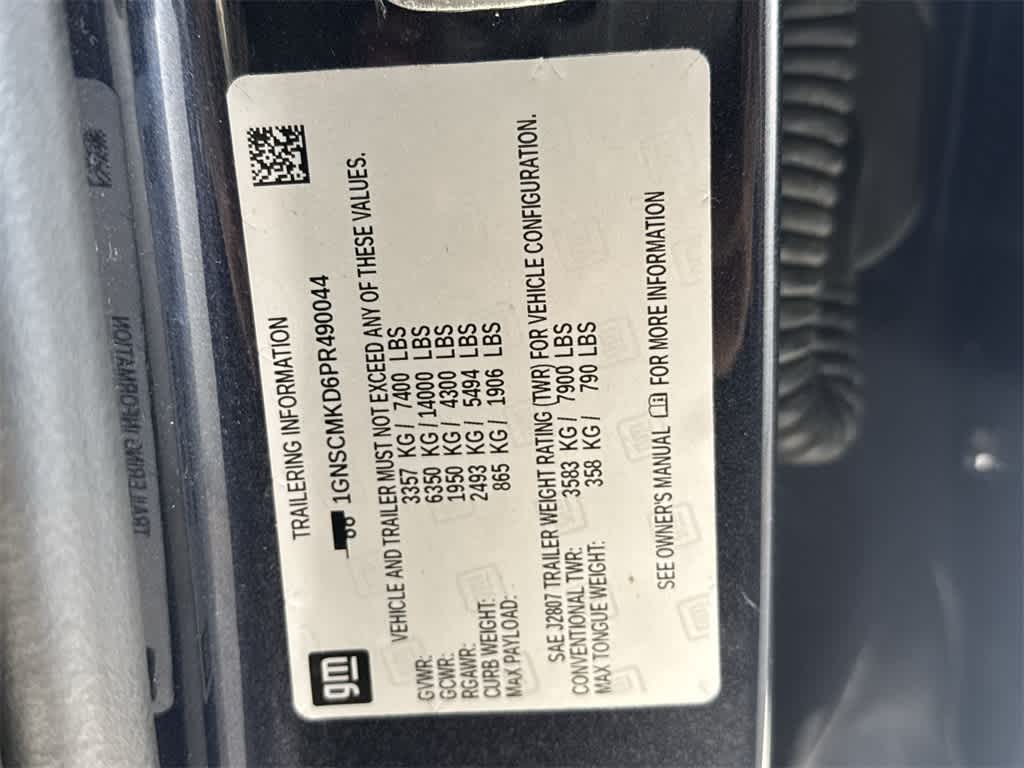 gm
TRAILERING INFORMATION
1GNSCMKD6PR490044
VEHICLE AND TRAILER MUST NOT EXCEED ANY OF THESE VALUES.
GVWR: 3357 KG / 7400 LBS
GCWR: 6350 KG / 14000 LBS
RGAWR: 1950 KG / 4300 LBS
CURB WEIGHT: 2493 KG / 5494 LBS
MAX PAYLOAD: 865 KG / 1906 LBS
SAE J2807 TRAILER WEIGHT RATING (TWR) FOR VEHICLE CONFIGURATION.
CONVENTIONAL TWR: 3583 KG / 7900 LBS
MAX TONGUE WEIGHT: 358 KG / 790 LBS
SEE OWNER'S MANUAL FOR MORE INFORMATION